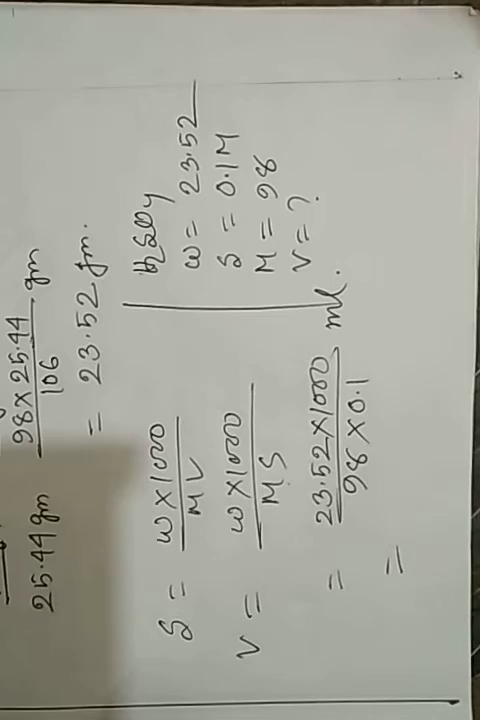 25.44 gm 98 × 25.44 / 106 gm
= 23.52 gm.
S = W × 1000 / MV
V = W × 1000 / M.S
= 23.52 × 1000 / 98 × 0.1 ml.
=
H2SO4
W = 23.52
S = 0.1M
M = 98
V = ?